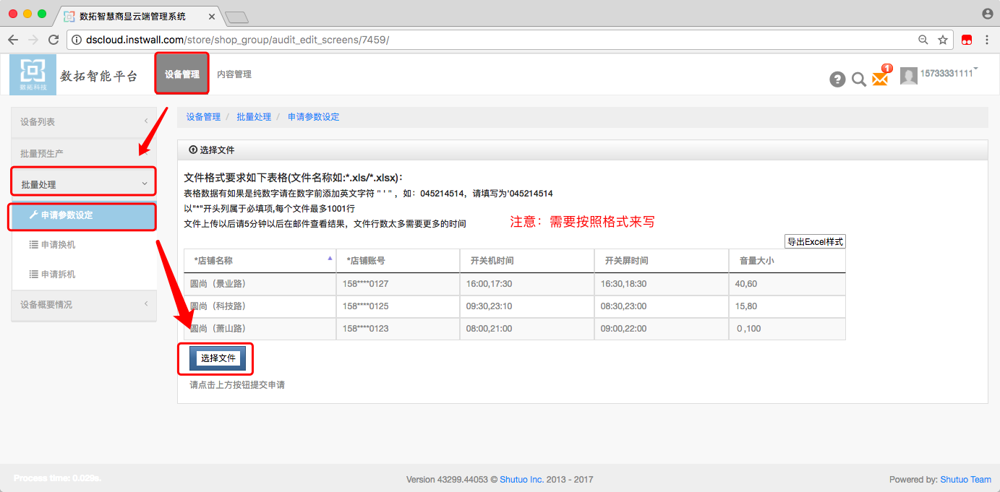 数拓智慧商显云端管理系统
dscloud.instwall.com/store/shop_group/audit_edit_screens/7459/
数拓科技
数拓智能平台
设备管理 内容管理
1
15733331111
设备列表
批量预生产
批量处理
申请参数设定
申请换机
申请拆机
设备概要情况
设备管理 / 批量处理 / 申请参数设定
选择文件
文件格式要求如下表格(文件名称如:*.xls/*.xlsx)：
表格数据有如果是纯数字请在数字前添加英文字符 " ' " ，如：045214514，请填写为'045214514
以"*"开头列属于必填项,每个文件最多1001行
文件上传以后请5分钟以后在邮件查看结果，文件行数太多需要更多的时间
注意：需要按照格式来写
导出Excel样式
*店铺名称 *店铺账号 开关机时间 开关屏时间 音量大小
圆尚（景业路） 158****0127 16:00,17:30 16:30,18:30 40,60
圆尚（科技路） 158****0125 09:30,23:10 08:30,23:00 15,80
圆尚（萧山路） 158****0123 08:00,21:00 09:00,22:00 0 ,100
选择文件
请点击上方按钮提交申请
Process time: 0.029s.
Version 43299.44053 © Shutuo Inc. 2013 - 2017
Powered by: Shutuo Team